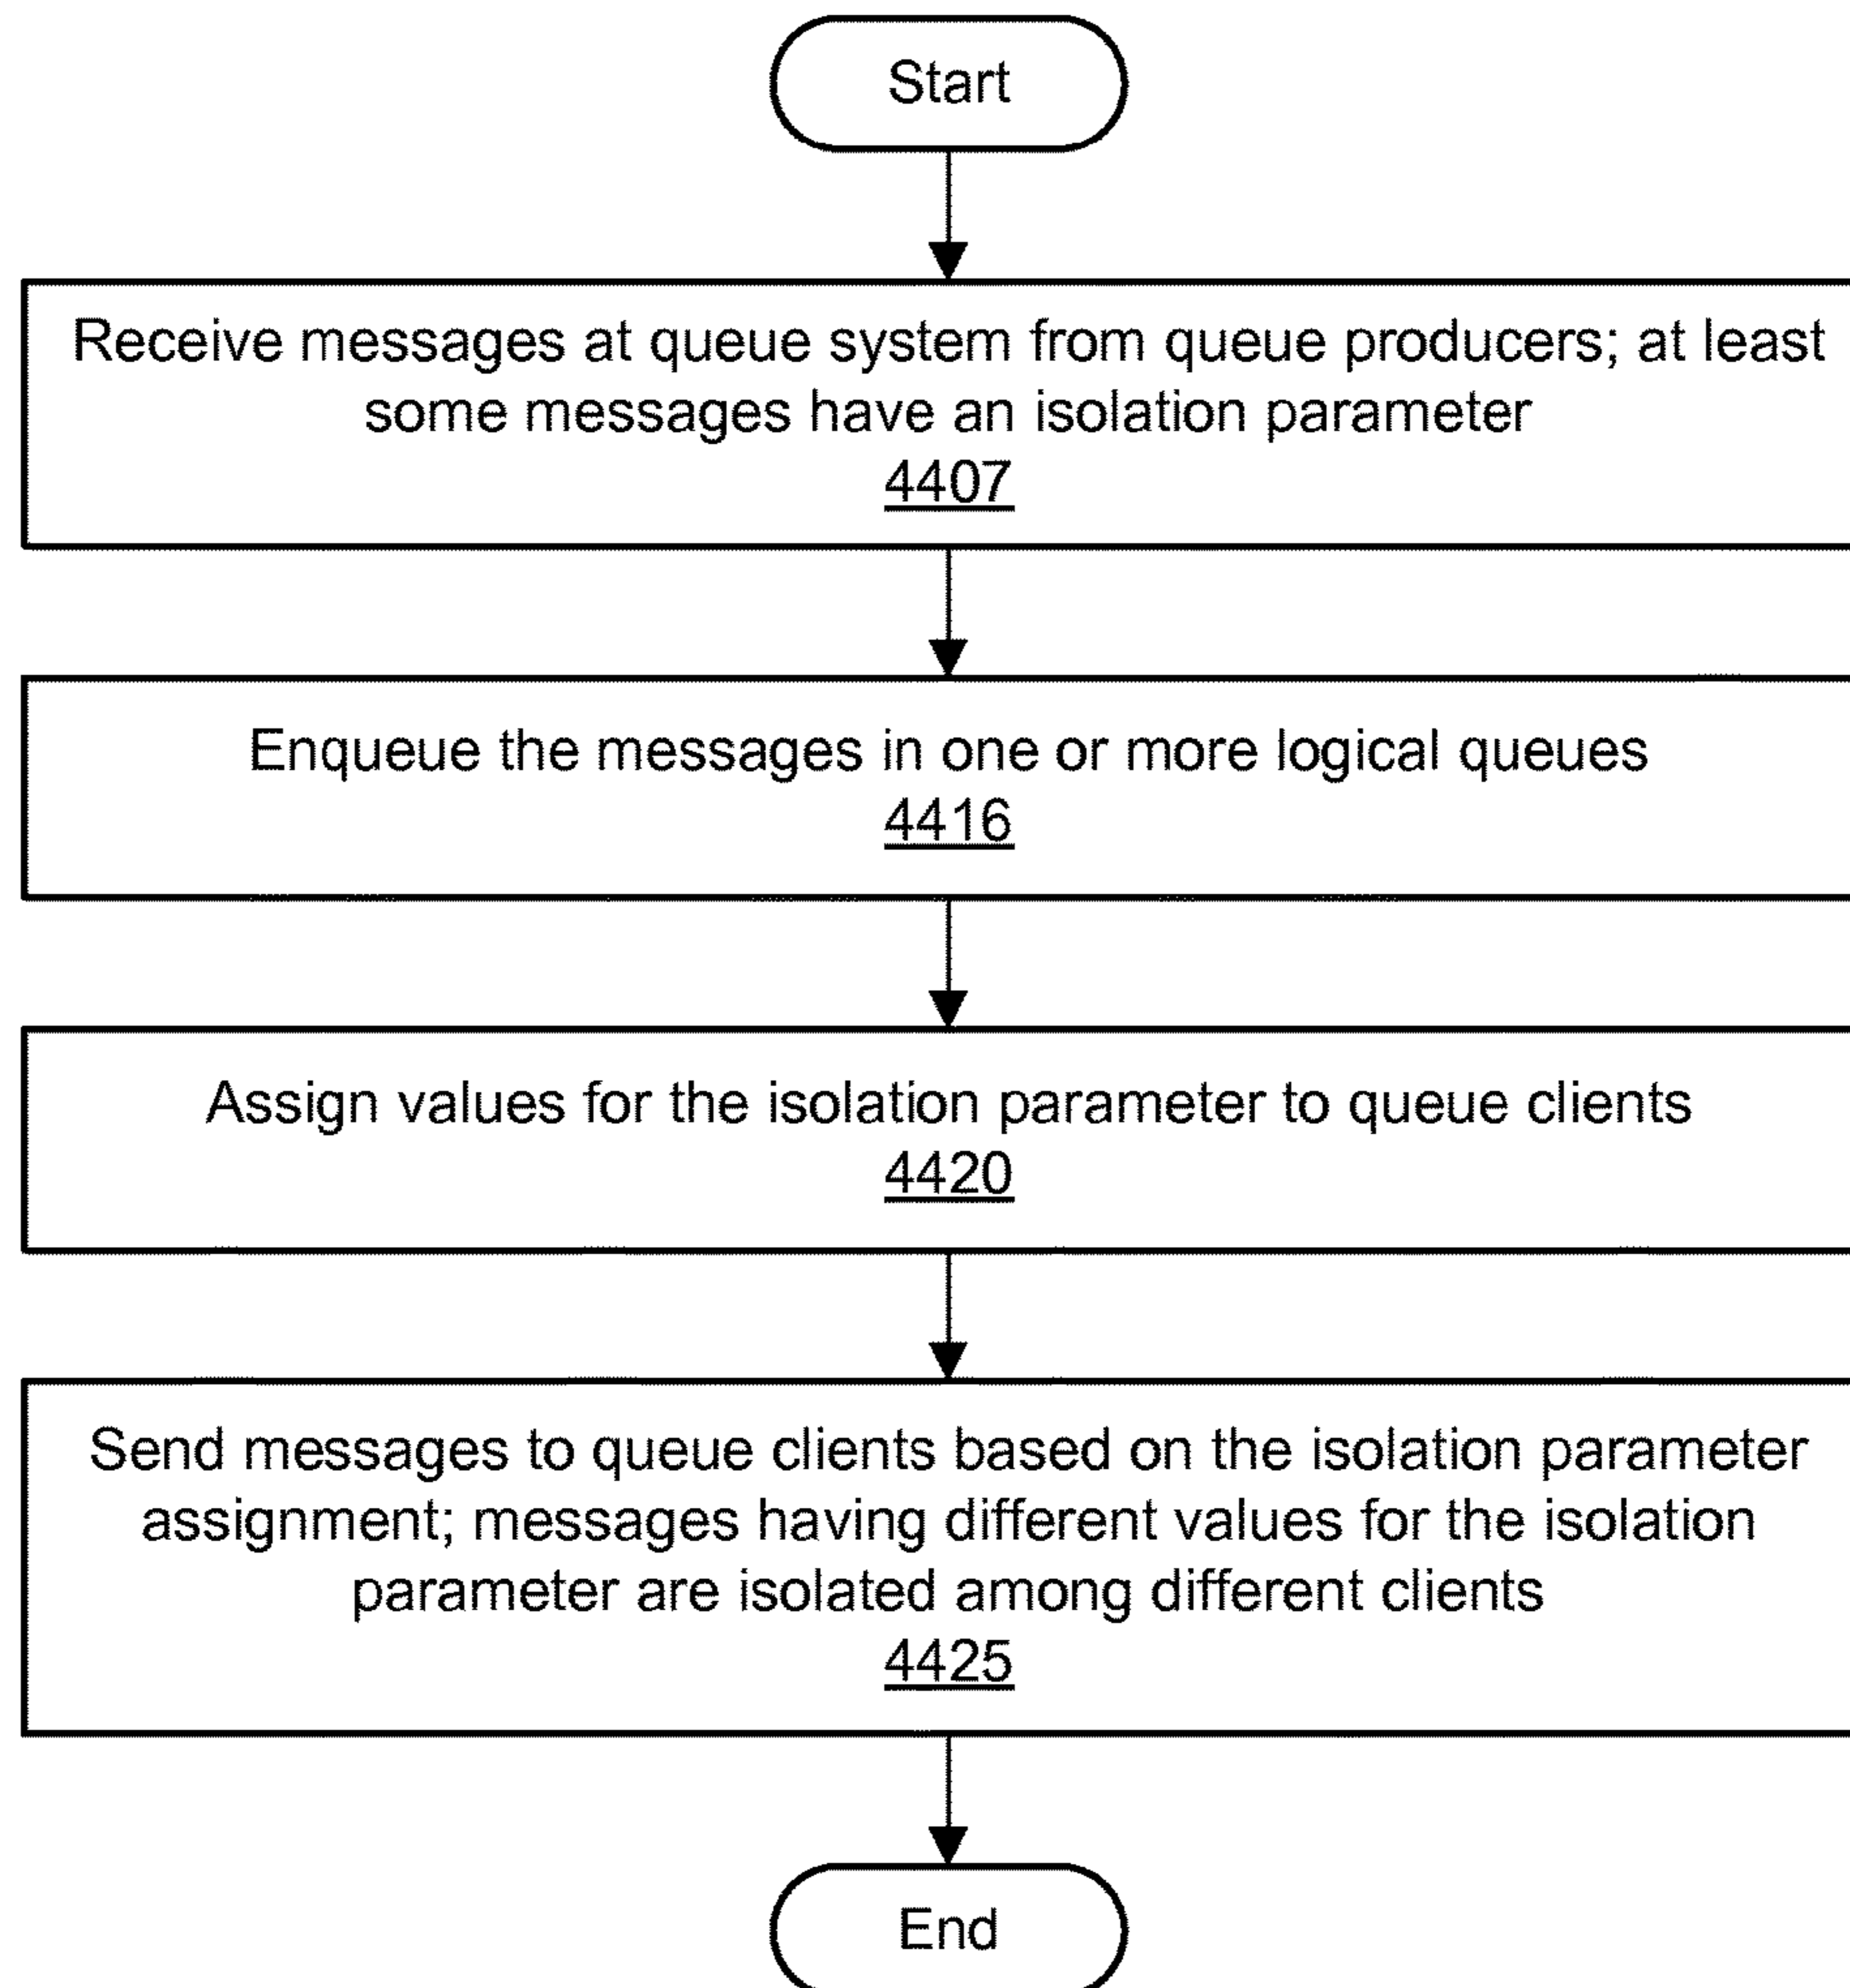 Start
Receive messages at queue system from queue producers; at least
some messages have an isolation parameter
4407
Enqueue the messages in one or more logical queues
4416
Assign values for the isolation parameter to queue clients
4420
Send messages to queue clients based on the isolation parameter
assignment; messages having different values for the isolation
parameter are isolated among different clients
4425
End